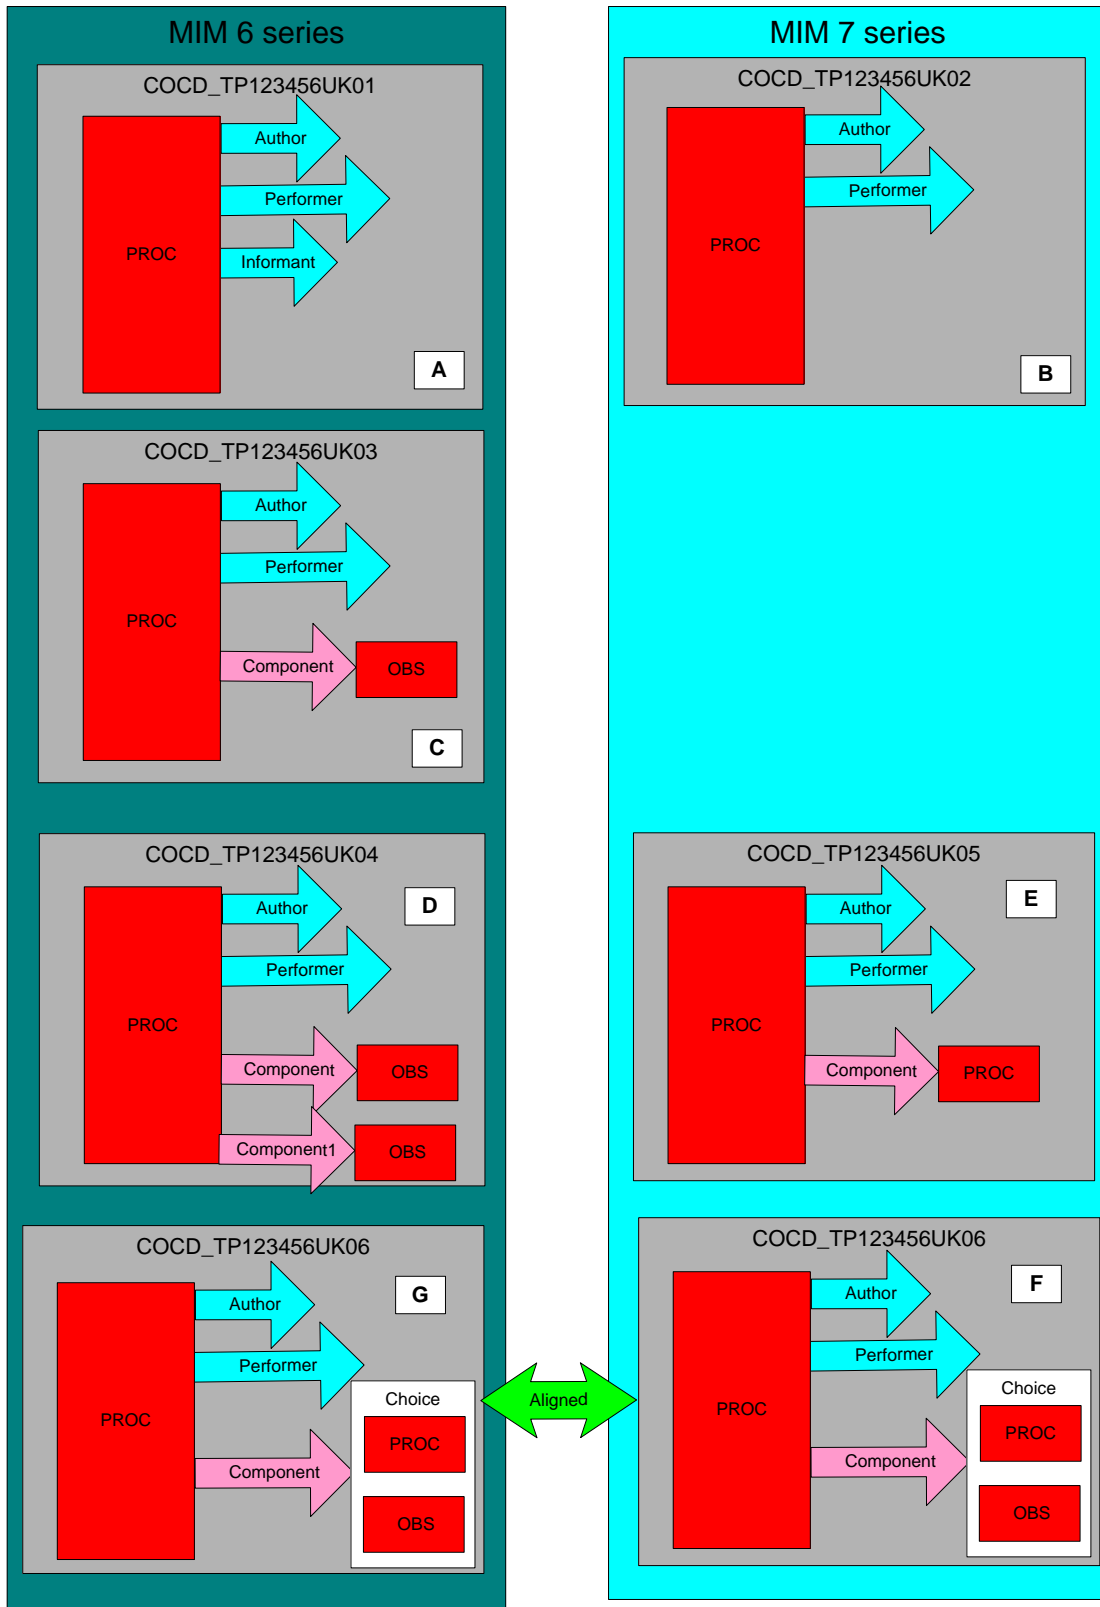 MIM 6 series
COCD_TP123456UK01
Author
Performer
PROC
Informant
A
COCD_TP123456UK03
Author
Performer
PROC
Component
OBS
C
COCD_TP123456UK04
D
Author
Performer
PROC
Component
OBS
Component1
OBS
COCD_TP123456UK06
G
Author
Performer
Choice
PROC
PROC
Component
OBS
Aligned
MIM 7 series
COCD_TP123456UK02
Author
Performer
PROC
B
COCD_TP123456UK05
E
Author
Performer
PROC
Component
PROC
COCD_TP123456UK06
F
Author
Performer
Choice
PROC
PROC
Component
OBS